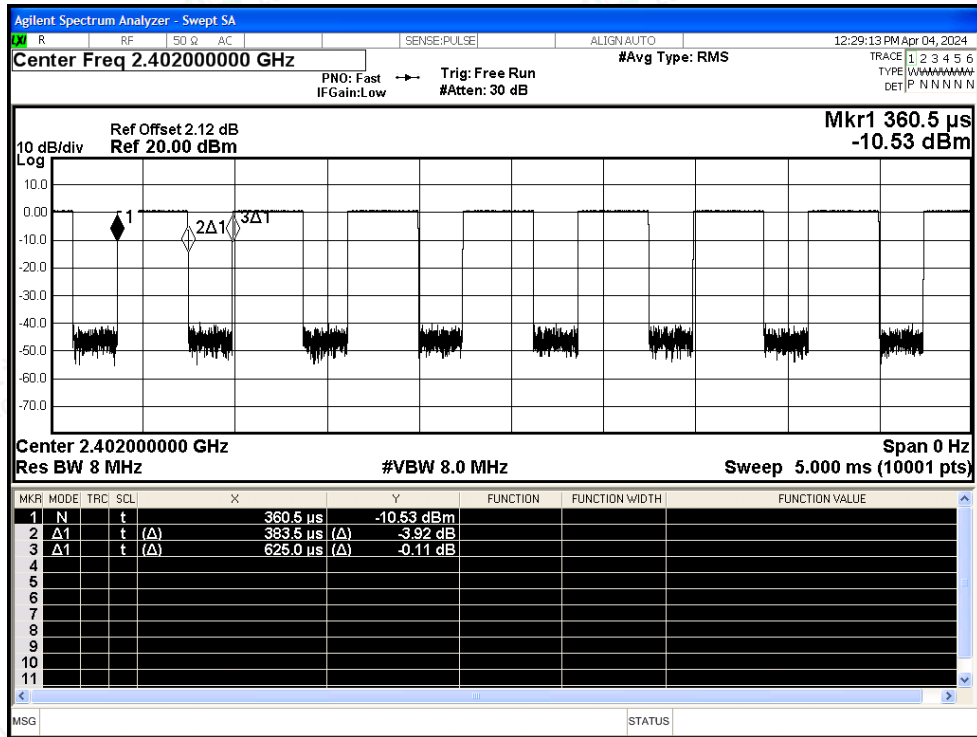 Agilent Spectrum Analyzer - Swept SA
LXI R RF 50 Ω AC SENSE:PULSE ALIGN AUTO 12:29:13 PM Apr 04, 2024
Center Freq 2.402000000 GHz #Avg Type: RMS TRACE 1 2 3 4 5 6
PNO: Fast Trig: Free Run TYPE WWWWWW
IFGain:Low #Atten: 30 dB DET P N N N N N
Mkr1 360.5 µs
Ref Offset 2.12 dB
10 dB/div Ref 20.00 dBm -10.53 dBm
Log
10.0
0.00
1 2Δ1 3Δ1
-10.0
-20.0
-30.0
-40.0
-50.0
-60.0
-70.0
Center 2.402000000 GHz Span 0 Hz
Res BW 8 MHz #VBW 8.0 MHz Sweep 5.000 ms (10001 pts)
MKR MODE TRC SCL X Y FUNCTION FUNCTION WIDTH FUNCTION VALUE
1 N t 360.5 µs -10.53 dBm
2 Δ1 t (Δ) 383.5 µs (Δ) -3.92 dB
3 Δ1 t (Δ) 625.0 µs (Δ) -0.11 dB
4
5
6
7
8
9
10
11
MSG STATUS